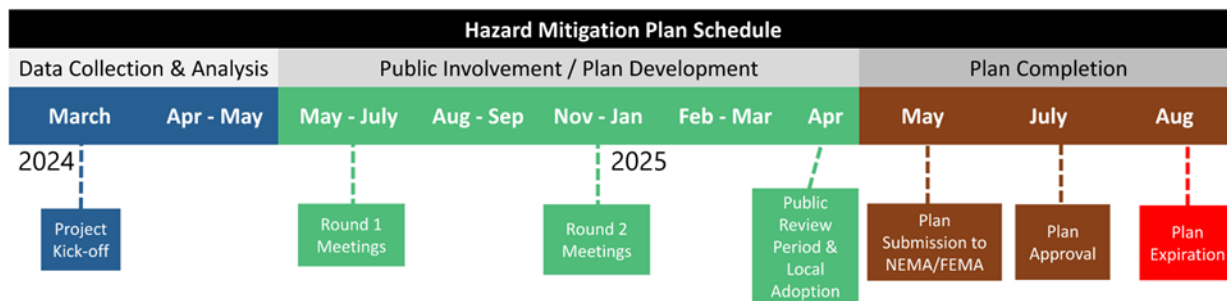 Hazard Mitigation Plan Schedule
Data Collection & Analysis
Public Involvement / Plan Development
Plan Completion
March
Apr - May
May - July
Aug - Sep
Nov - Jan
Feb - Mar
Apr
May
July
Aug
2024
2025
Project
Kick-off
Round 1
Meetings
Round 2
Meetings
Public
Review
Period &
Local
Adoption
Plan
Submission to
NEMA/FEMA
Plan
Approval
Plan
Expiration